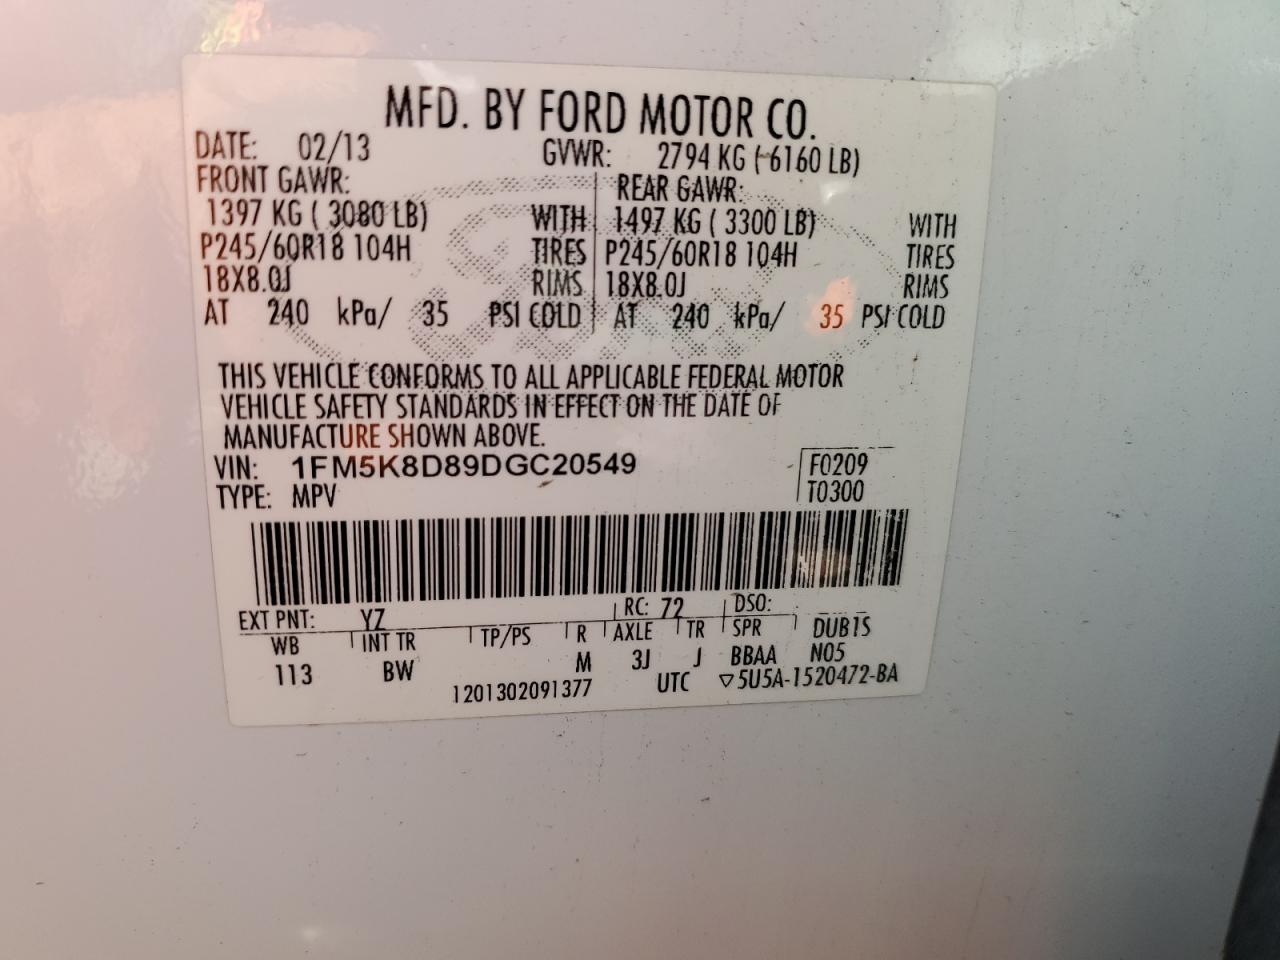 MFD. BY FORD MOTOR CO.
DATE: 02/13 GVWR: 2794 KG ( 6160 LB)
FRONT GAWR: REAR GAWR:
1397 KG ( 3080 LB) WITH 1497 KG ( 3300 LB) WITH
P245/60R18 104H TIRES P245/60R18 104H TIRES
18X8.0J RIMS 18X8.0J RIMS
AT 240 kPa/ 35 PSI COLD AT 240 kPa/ 35 PSI COLD
THIS VEHICLE CONFORMS TO ALL APPLICABLE FEDERAL MOTOR
VEHICLE SAFETY STANDARDS IN EFFECT ON THE DATE OF
MANUFACTURE SHOWN ABOVE.
VIN: 1FM5K8D89DGC20549 F0209
TYPE: MPV T0300
EXT PNT: YZ RC: 72 DSO:
WB INT TR TP/PS R AXLE TR SPR DUB1S
113 BW M 3J J BBAA N05
1201302091377 UTC ▽5U5A-1520472-BA